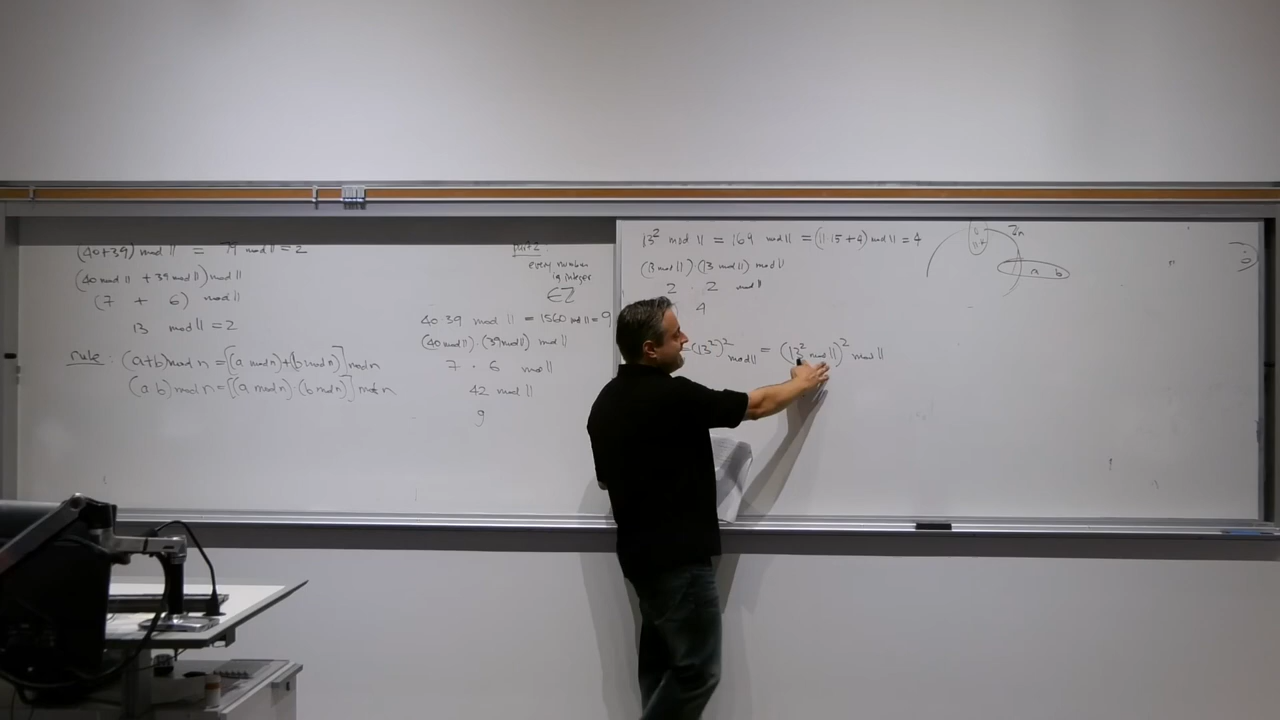 (40+39) mod 11 = 79 mod 11 = 2
(40 mod 11 + 39 mod 11) mod 11
(7 + 6) mod 11
13 mod 11 = 2
rule: (a+b) mod n = [(a mod n)+(b mod n)] mod n
(a·b) mod n = [(a mod n)·(b mod n)] mod n
part 2:
every number
is integer
∈ Z
40·39 mod 11 = 1560 mod 11 = 9
(40 mod 11)·(39 mod 11) mod 11
7 · 6 mod 11
42 mod 11
9
13² mod 11 = 169 mod 11 = (11·15+4) mod 11 = 4
(13 mod 11)·(13 mod 11) mod 11
2 · 2 mod 11
4
=(13²)² mod 11 = (13² mod 11)² mod 11
Zn
a b
n